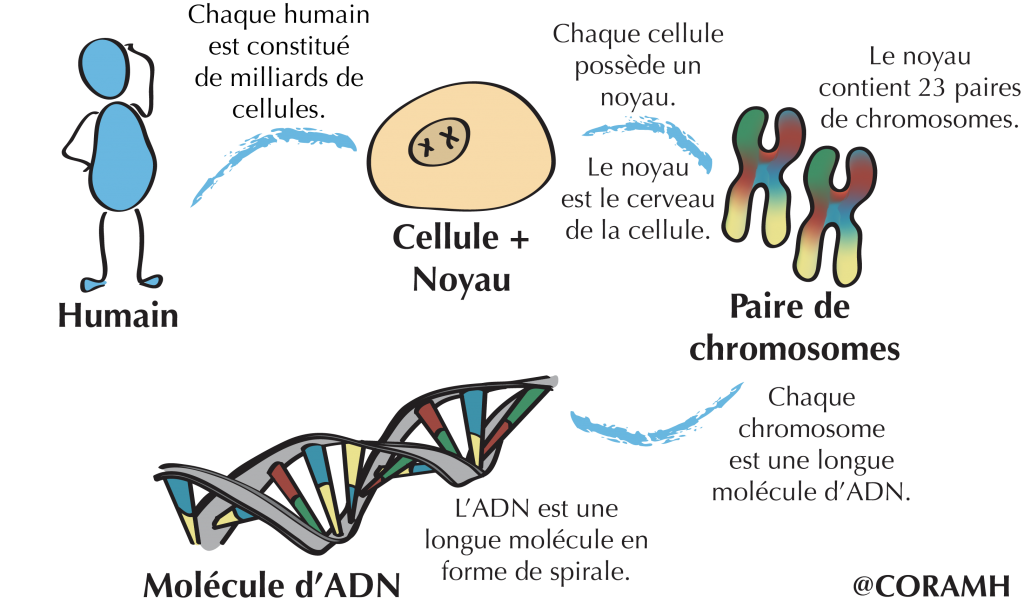 Chaque humain
est constitué
de milliards de
cellules.
Humain
Cellule +
Noyau
Chaque cellule
possède un
noyau.
Le noyau
est le cerveau
de la cellule.
Le noyau
contient 23 paires
de chromosomes.
Paire de
chromosomes
Chaque
chromosome
est une longue
molécule d’ADN.
L’ADN est une
longue molécule en
forme de spirale.
Molécule d’ADN
@CORAMH